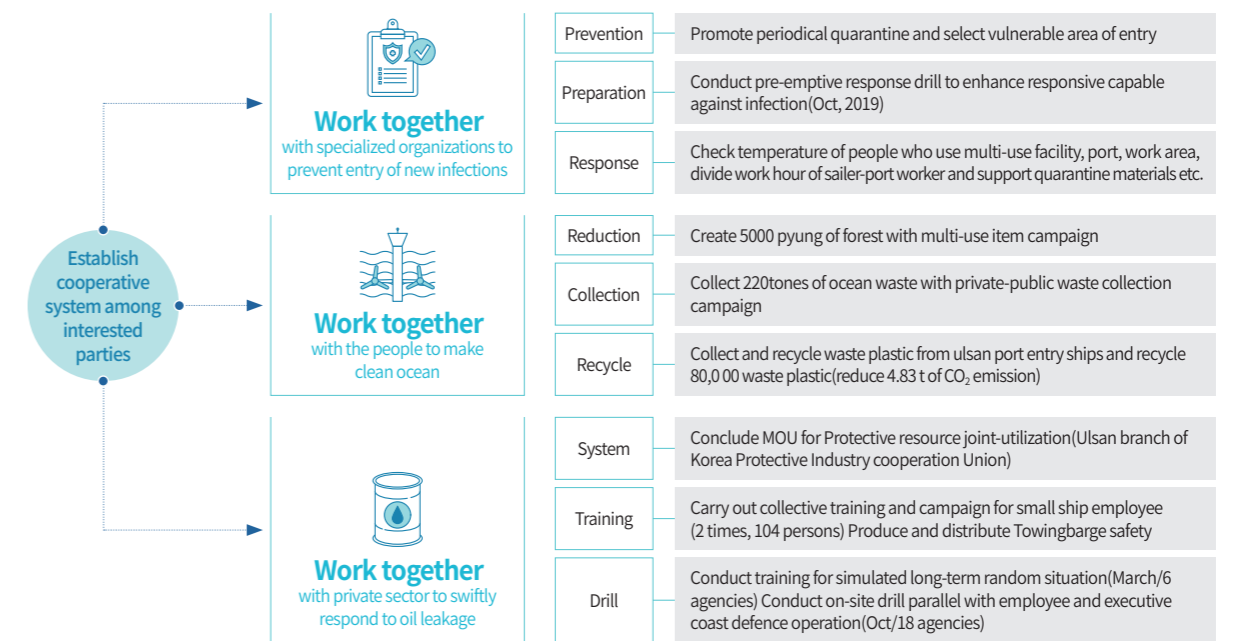 Establish
cooperative
system among
interested
parties
Work together
with specialized organizations to
prevent entry of new infections
Prevention
Promote periodical quarantine and select vulnerable area of entry
Preparation
Conduct pre-emptive response drill to enhance responsive capable
against infection(Oct, 2019)
Response
Check temperature of people who use multi-use facility, port, work area,
divide work hour of sailer-port worker and support quarantine materials etc.
Work together
with the people to make
clean ocean
Reduction
Create 5000 pyung of forest with multi-use item campaign
Collection
Collect 220tones of ocean waste with private-public waste collection
campaign
Recycle
Collect and recycle waste plastic from ulsan port entry ships and recycle
80,0 00 waste plastic(reduce 4.83 t of CO₂ emission)
Work together
with private sector to swiftly
respond to oil leakage
System
Conclude MOU for Protective resource joint-utilization(Ulsan branch of
Korea Protective Industry cooperation Union)
Training
Carry out collective training and campaign for small ship employee
(2 times, 104 persons) Produce and distribute Towingbarge safety
Drill
Conduct training for simulated long-term random situation(March/6
agencies) Conduct on-site drill parallel with employee and executive
coast defence operation(Oct/18 agencies)